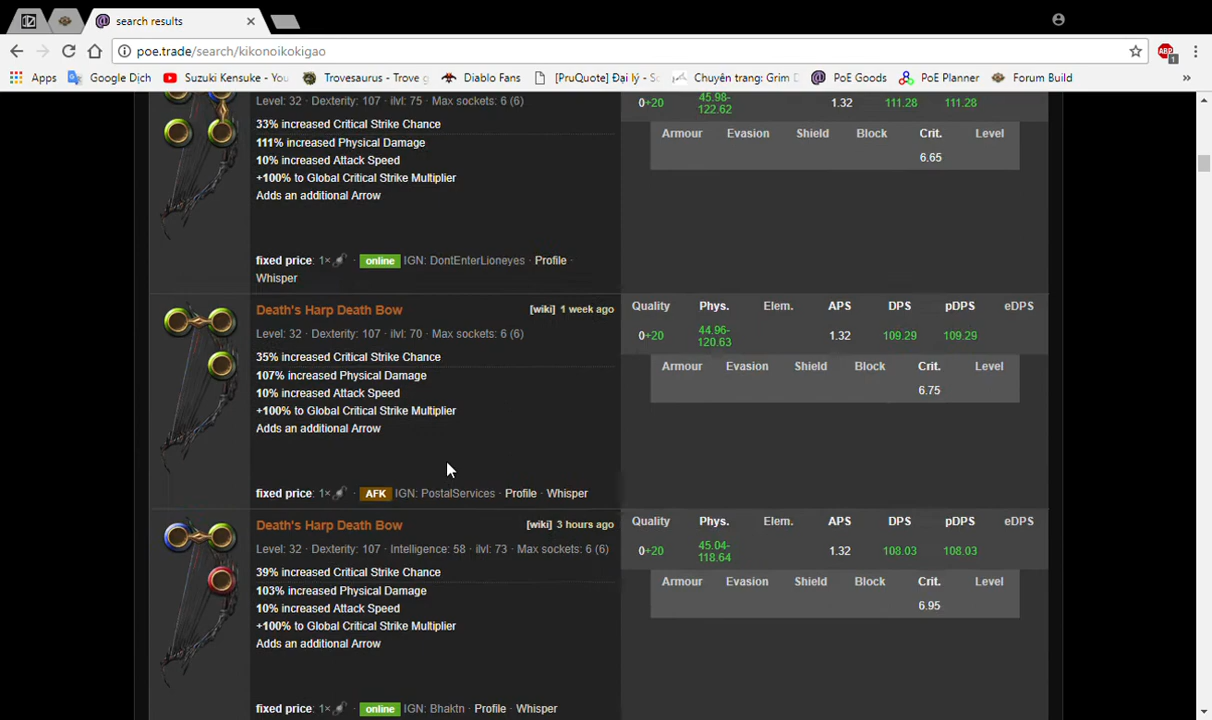 search results
poe.trade/search/kikonoikokigao
ABP
1
Apps Google Dịch Suzuki Kensuke - You Trovesaurus - Trove g Diablo Fans [PruQuote] Đại lý - Sc Chuyên trang: Grim D PoE Goods PoE Planner Forum Build »
Level: 32 · Dexterity: 107 · ilvl: 75 · Max sockets: 6 (6)
33% increased Critical Strike Chance
111% increased Physical Damage
10% increased Attack Speed
+100% to Global Critical Strike Multiplier
Adds an additional Arrow
fixed price: 1× · online IGN: DontEnterLioneyes · Profile ·
Whisper
0+20 45.98-
122.62 1.32 111.28 111.28
Armour Evasion Shield Block Crit. Level
6.65
Death's Harp Death Bow [wiki] 1 week ago
Level: 32 · Dexterity: 107 · ilvl: 70 · Max sockets: 6 (6)
35% increased Critical Strike Chance
107% increased Physical Damage
10% increased Attack Speed
+100% to Global Critical Strike Multiplier
Adds an additional Arrow
fixed price: 1× · AFK IGN: PostalServices · Profile · Whisper
Quality Phys. Elem. APS DPS pDPS eDPS
0+20 44.96-
120.63 1.32 109.29 109.29
Armour Evasion Shield Block Crit. Level
6.75
Death's Harp Death Bow [wiki] 3 hours ago
Level: 32 · Dexterity: 107 · Intelligence: 58 · ilvl: 73 · Max sockets: 6 (6)
39% increased Critical Strike Chance
103% increased Physical Damage
10% increased Attack Speed
+100% to Global Critical Strike Multiplier
Adds an additional Arrow
fixed price: 1× · online IGN: Bhaktn · Profile · Whisper
Quality Phys. Elem. APS DPS pDPS eDPS
0+20 45.04-
118.64 1.32 108.03 108.03
Armour Evasion Shield Block Crit. Level
6.95